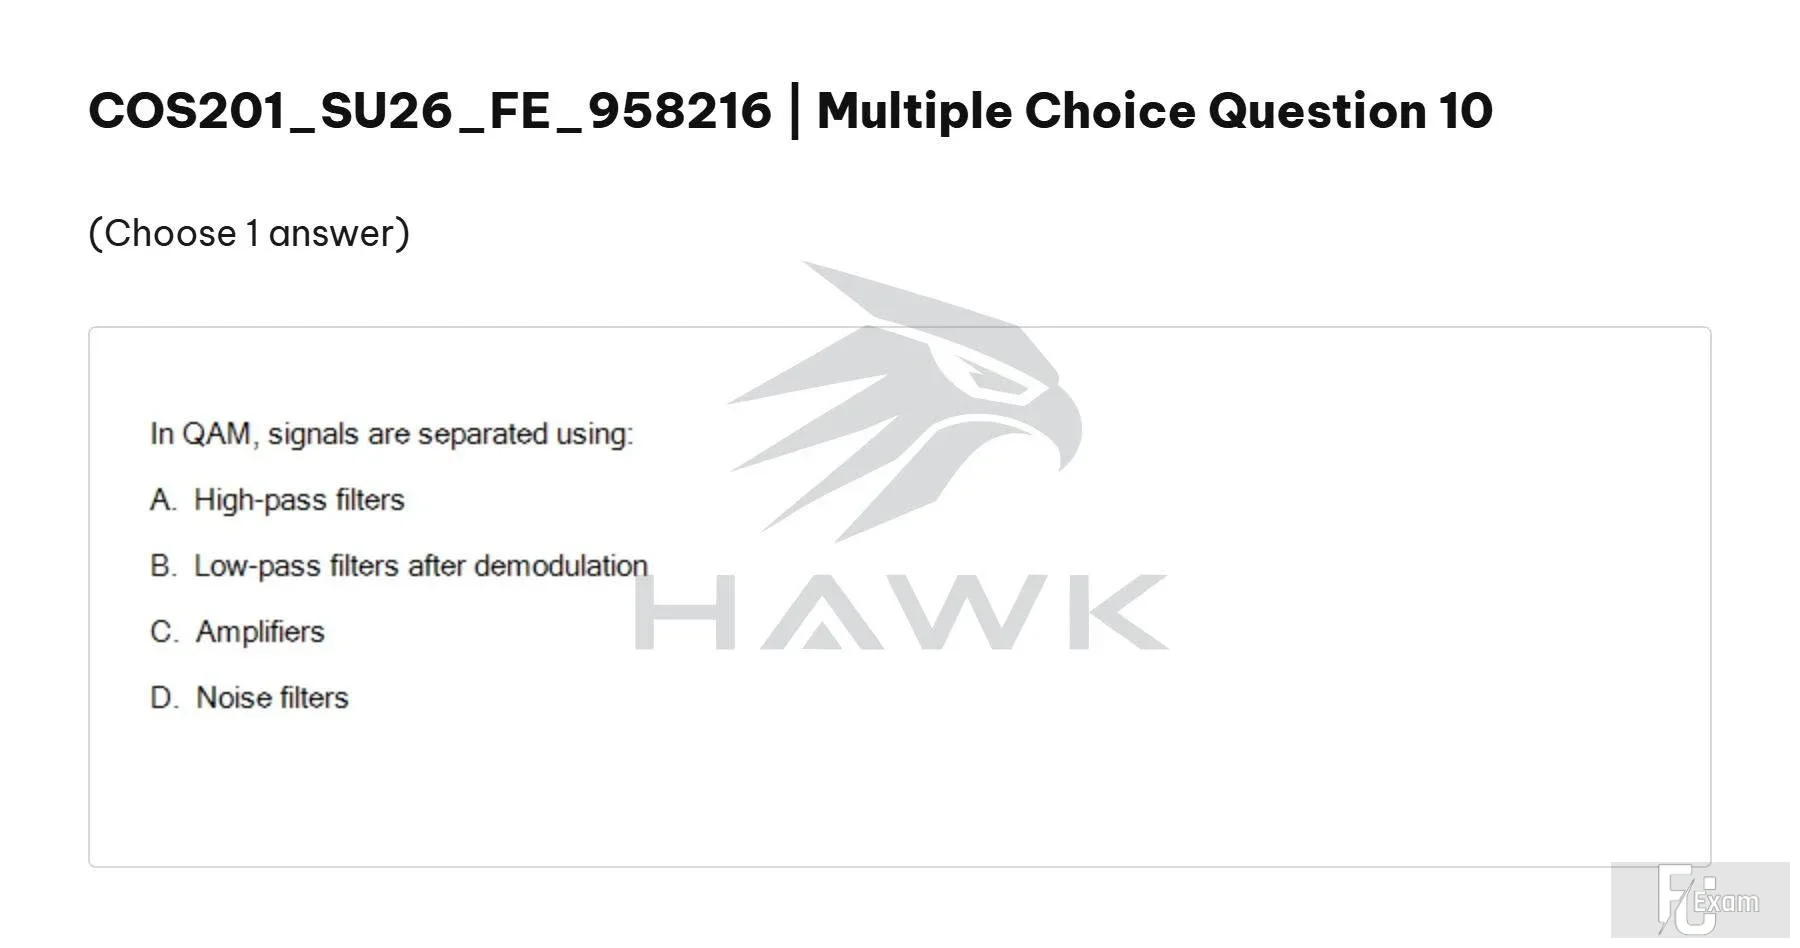 COS201_SU26_FE_958216 | Multiple Choice Question 10
(Choose 1 answer)
In QAM, signals are separated using:
A. High-pass filters
B. Low-pass filters after demodulation
C. Amplifiers
D. Noise filters
HAWK
FU Exam